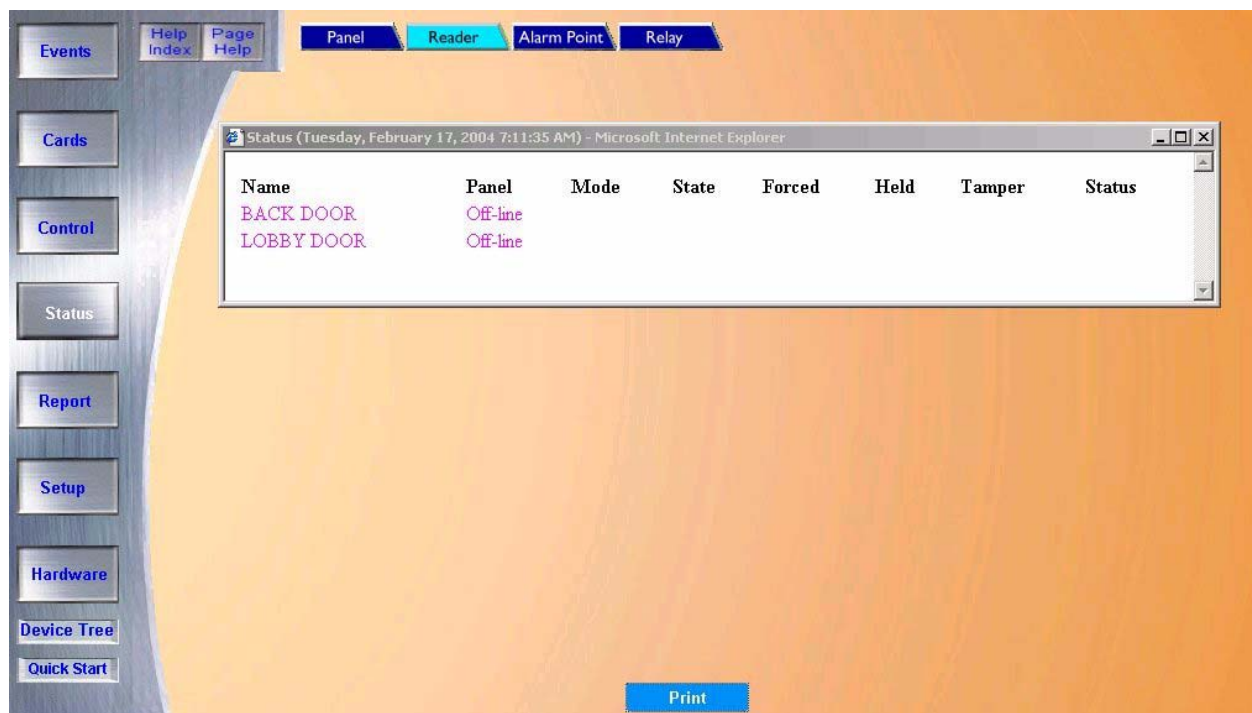 Events
Help Index
Page Help
Panel
Reader
Alarm Point
Relay
Cards
Control
Status
Report
Setup
Hardware
Device Tree
Quick Start
Status (Tuesday, February 17, 2004 7:11:35 AM) - Microsoft Internet Explorer
Name Panel Mode State Forced Held Tamper Status
BACK DOOR Off-line
LOBBY DOOR Off-line
Print